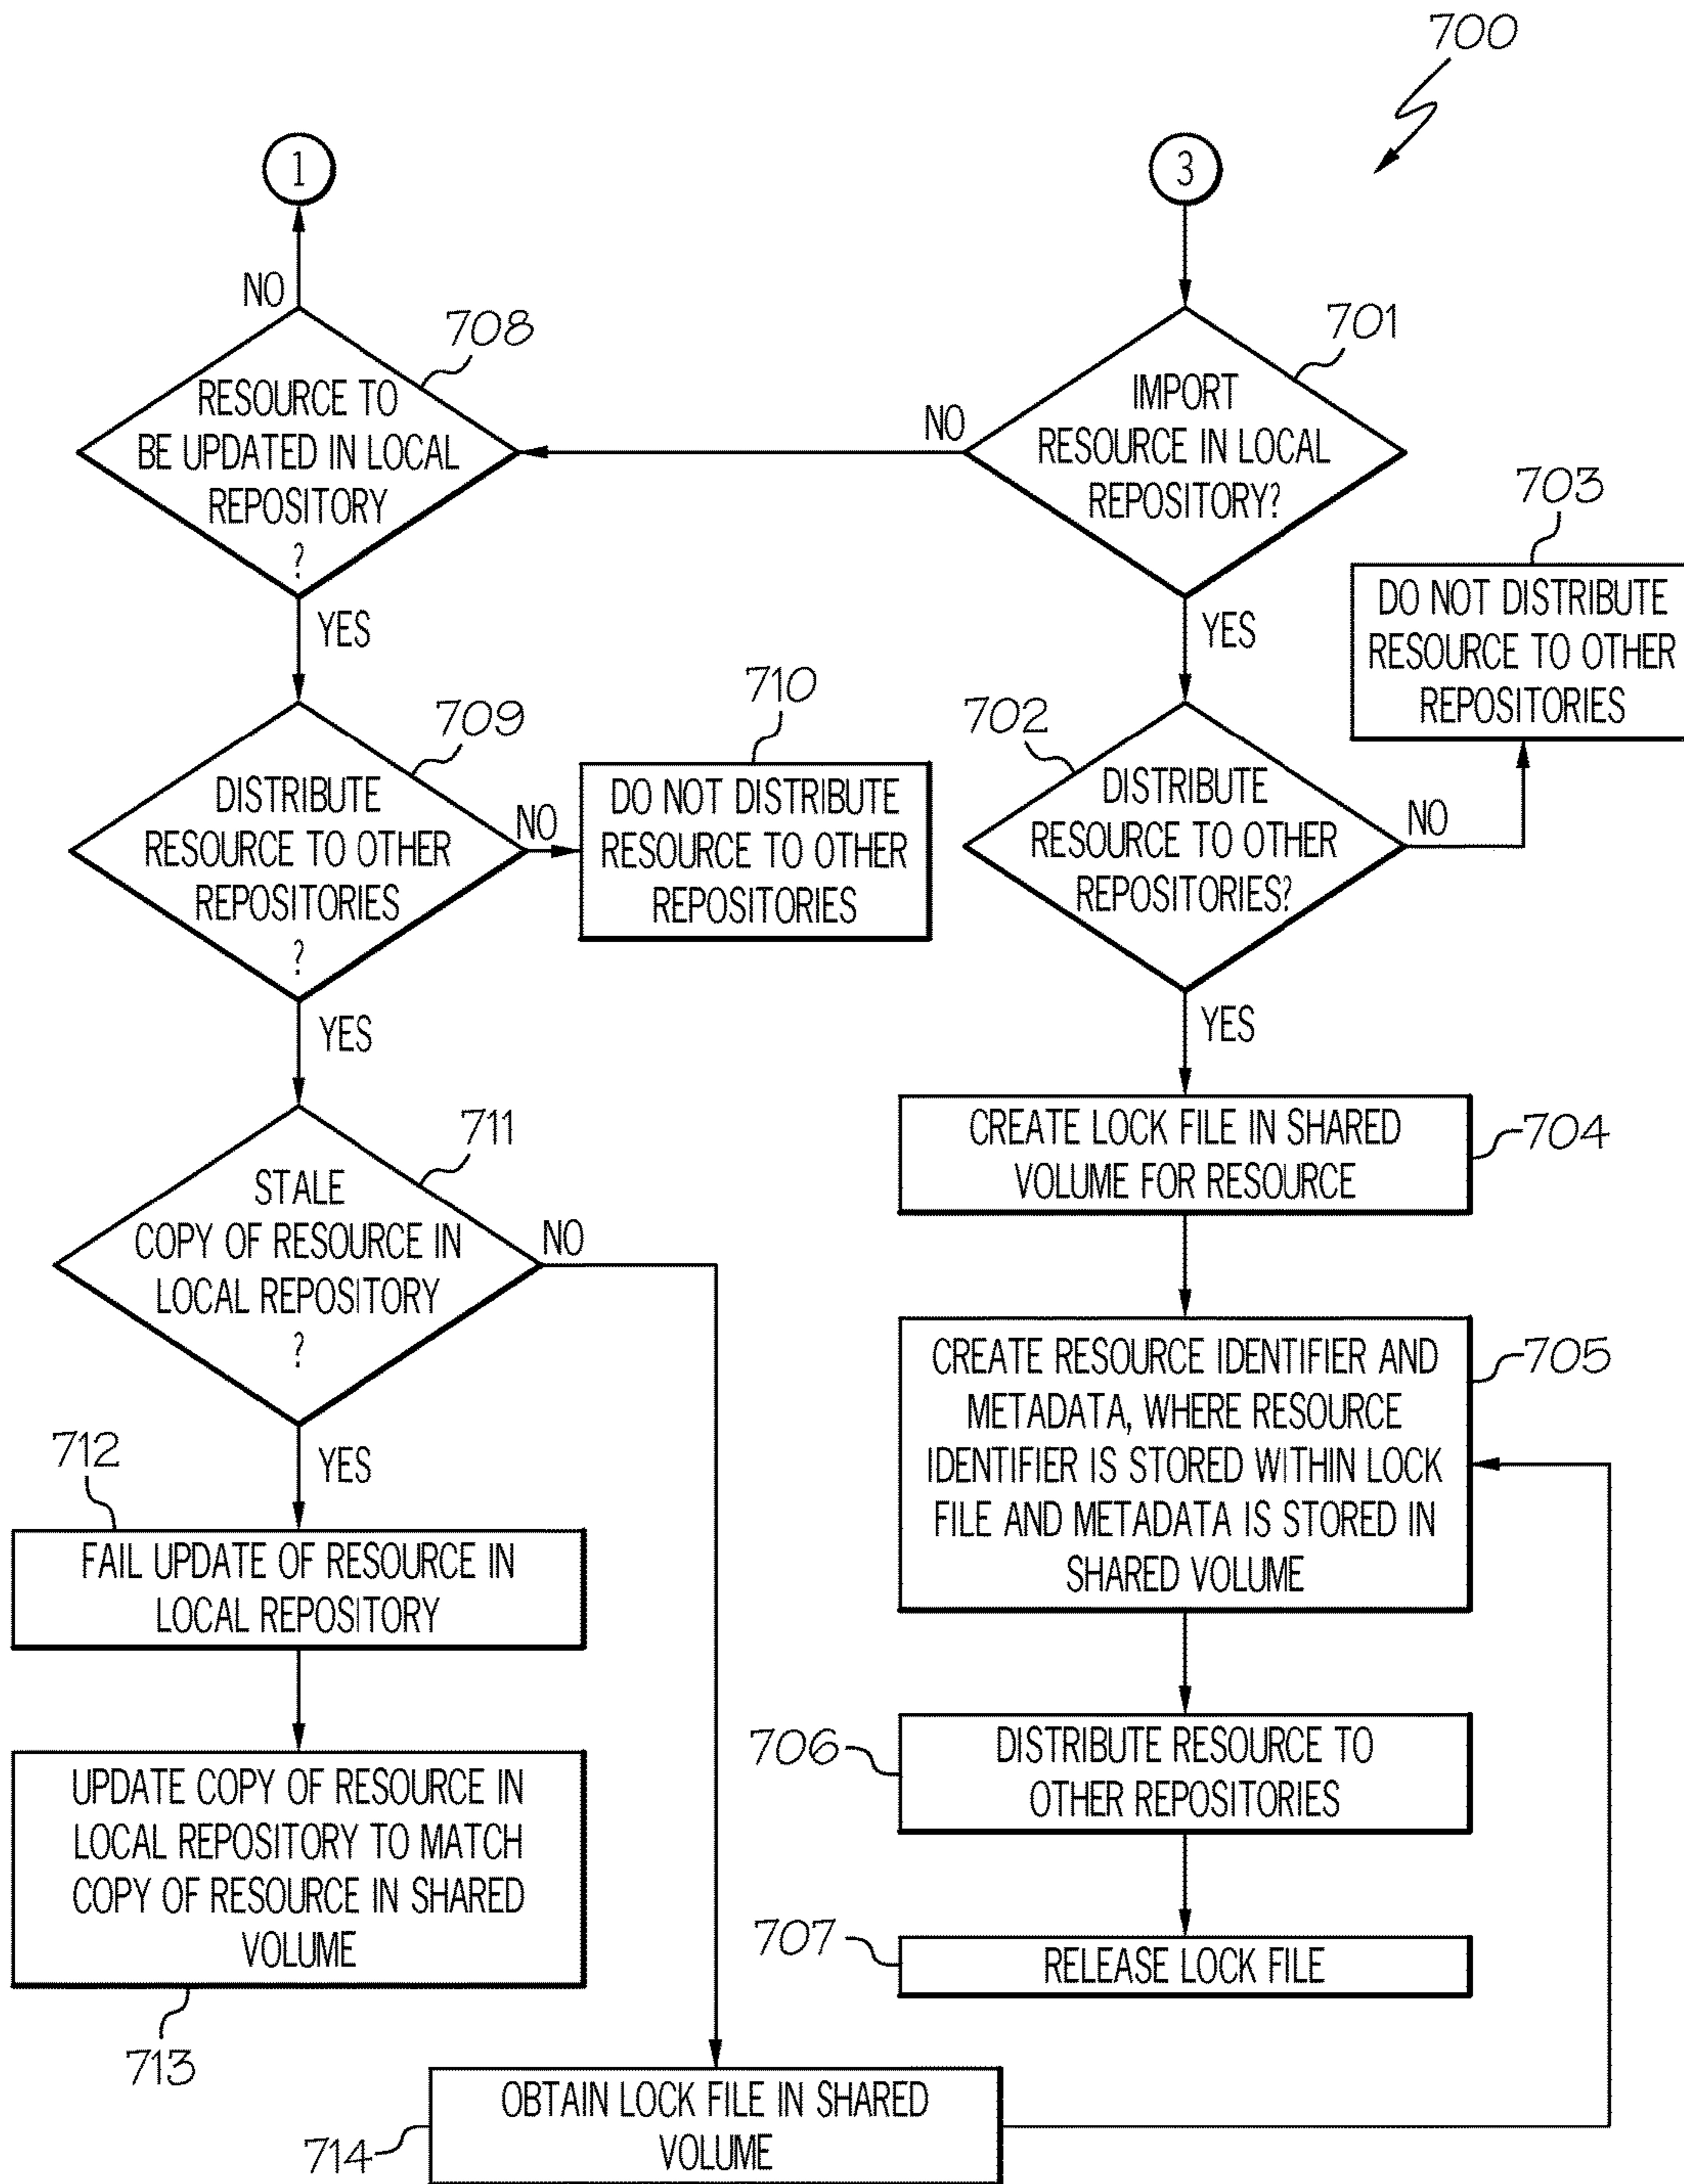 700
1
3
NO
708
701
RESOURCE TO
BE UPDATED IN LOCAL
REPOSITORY
?
NO
IMPORT
RESOURCE IN LOCAL
REPOSITORY?
703
DO NOT DISTRIBUTE
RESOURCE TO OTHER
REPOSITORIES
YES
YES
709
710
702
DISTRIBUTE
RESOURCE TO OTHER
REPOSITORIES
?
NO
DO NOT DISTRIBUTE
RESOURCE TO OTHER
REPOSITORIES
DISTRIBUTE
RESOURCE TO OTHER
REPOSITORIES?
NO
YES
YES
711
STALE
COPY OF RESOURCE IN
LOCAL REPOSITORY
?
NO
CREATE LOCK FILE IN SHARED
VOLUME FOR RESOURCE
704
CREATE RESOURCE IDENTIFIER AND
METADATA, WHERE RESOURCE
IDENTIFIER IS STORED WITHIN LOCK
FILE AND METADATA IS STORED IN
SHARED VOLUME
705
712
YES
FAIL UPDATE OF RESOURCE IN
LOCAL REPOSITORY
706
DISTRIBUTE RESOURCE TO
OTHER REPOSITORIES
UPDATE COPY OF RESOURCE IN
LOCAL REPOSITORY TO MATCH
COPY OF RESOURCE IN SHARED
VOLUME
707
RELEASE LOCK FILE
713
OBTAIN LOCK FILE IN SHARED
VOLUME
714